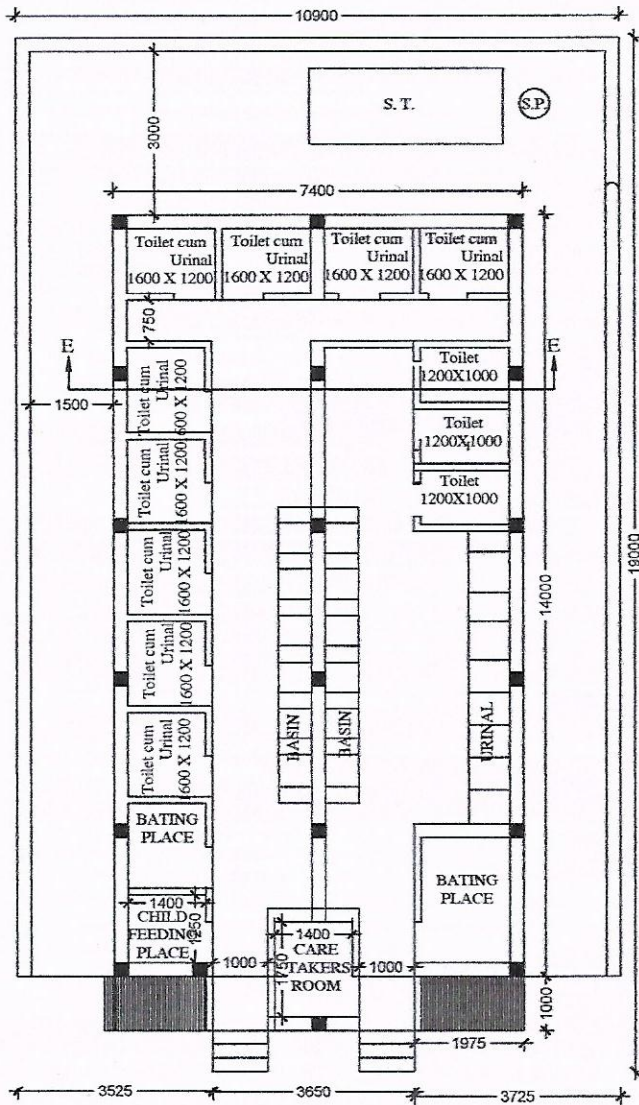 10900
S. T.
S.P.
3000
7400
Toilet cum
Urinal
1600 X 1200
Toilet cum
Urinal
1600 X 1200
Toilet cum
Urinal
1600 X 1200
Toilet cum
Urinal
1600 X 1200
750
E
E
1500
Toilet cum
Urinal
1600 X 1200
Toilet
1200X1000
Toilet
1200X1000
Toilet
1200X1000
Toilet cum
Urinal
1600 X 1200
Toilet cum
Urinal
1600 X 1200
Toilet cum
Urinal
1600 X 1200
Toilet cum
Urinal
1600 X 1200
14000
19000
BASIN
BASIN
URINAL
BATING
PLACE
BATING
PLACE
1400
CHILD
FEEDING
PLACE
1250
1000
1400
CARE
TAKERS
ROOM
1000
1000
1975
3525
3650
3725